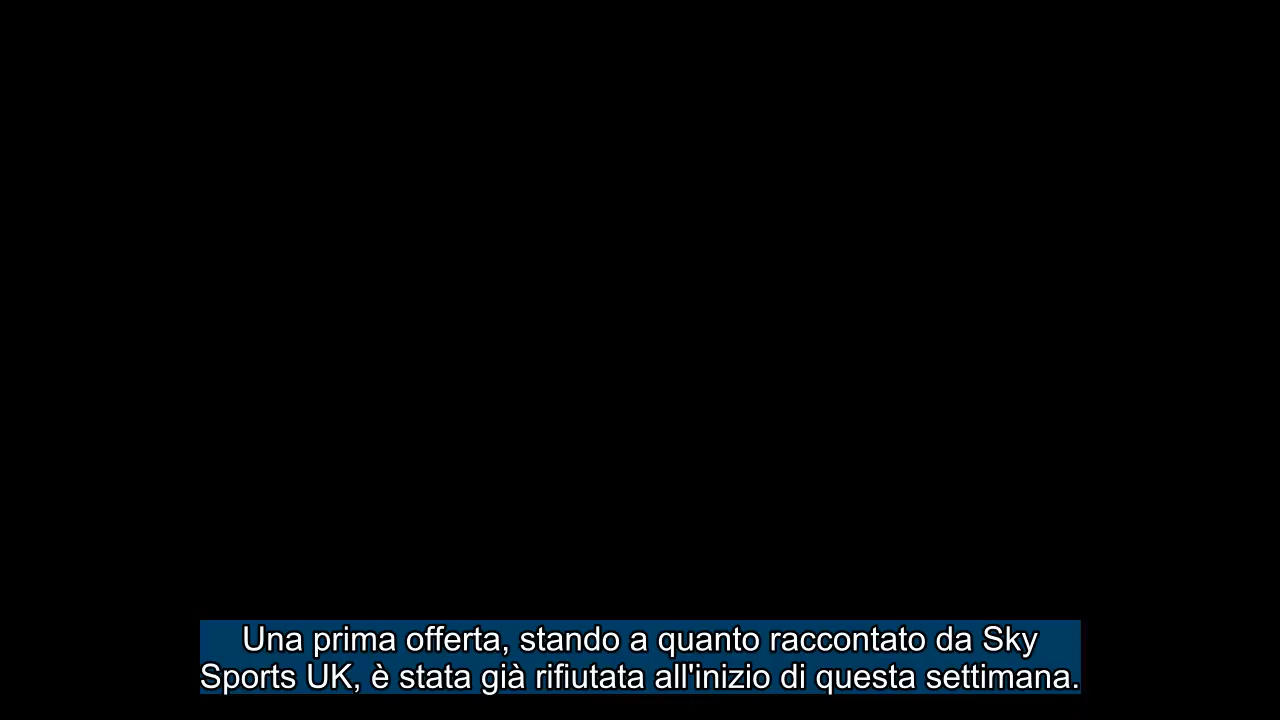 Una prima offerta, stando a quanto raccontato da Sky
Sports UK, è stata già rifiutata all'inizio di questa settimana.